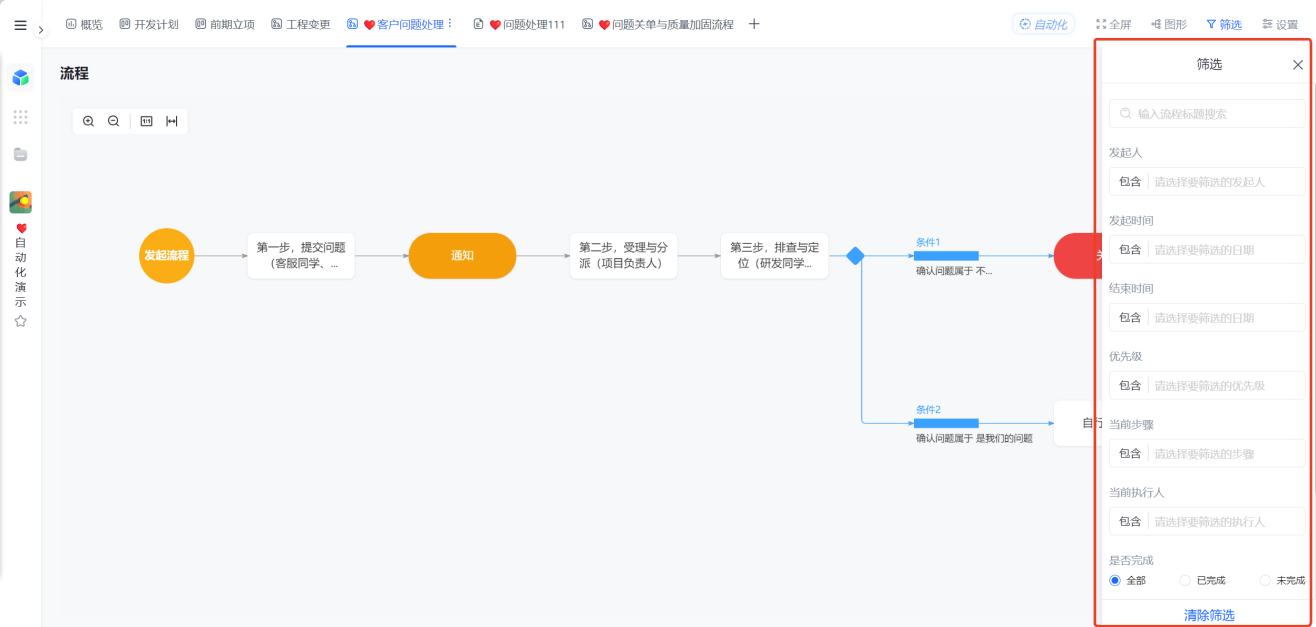 概览
开发计划
前期立项
工程变更
客户问题处理
问题处理111
问题关单与质量加固流程
自动化
全屏
图形
筛选
设置
自动化演示
流程
1:1
发起流程
第一步，提交问题
（客服同学、...
通知
第二步，受理与分
派（项目负责人）
第三步，排查与定
位（研发同学...
条件1
确认问题属于 不...
条件2
确认问题属于 是我们的问题
自行
筛选
输入流程标题搜索
发起人
包含 请选择要筛选的发起人
发起时间
包含 请选择要筛选的日期
结束时间
包含 请选择要筛选的日期
优先级
包含 请选择要筛选的优先级
当前步骤
包含 请选择要筛选的步骤
当前执行人
包含 请选择要筛选的执行人
是否完成
全部 已完成 未完成
清除筛选